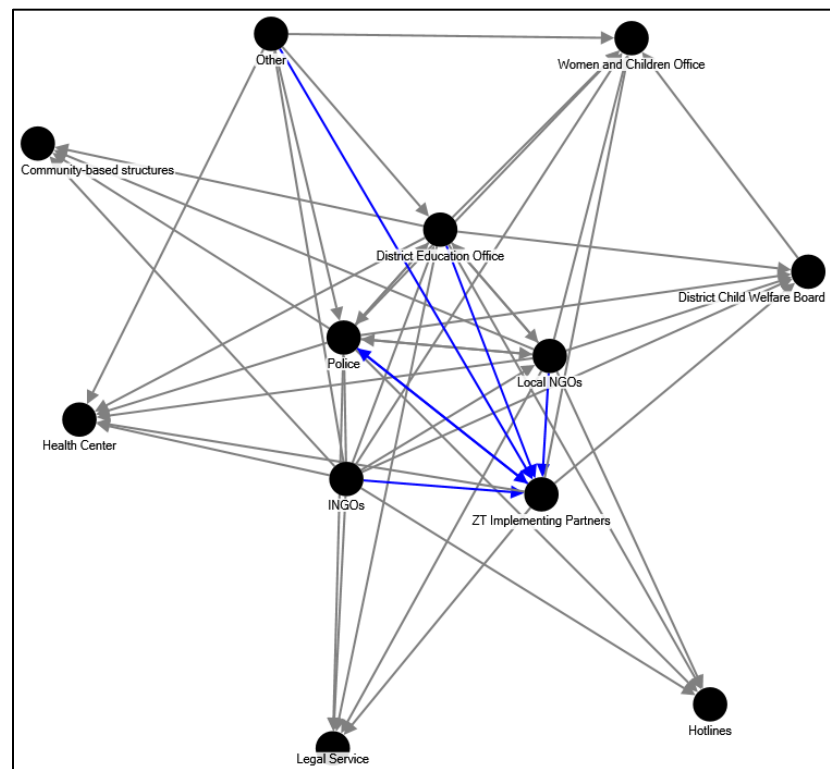 Other
Women and Children Office
Community-based structures
District Education Office
District Child Welfare Board
Police
Local NGOs
Health Center
INGOs
ZT Implementing Partners
Hotlines
Legal Service